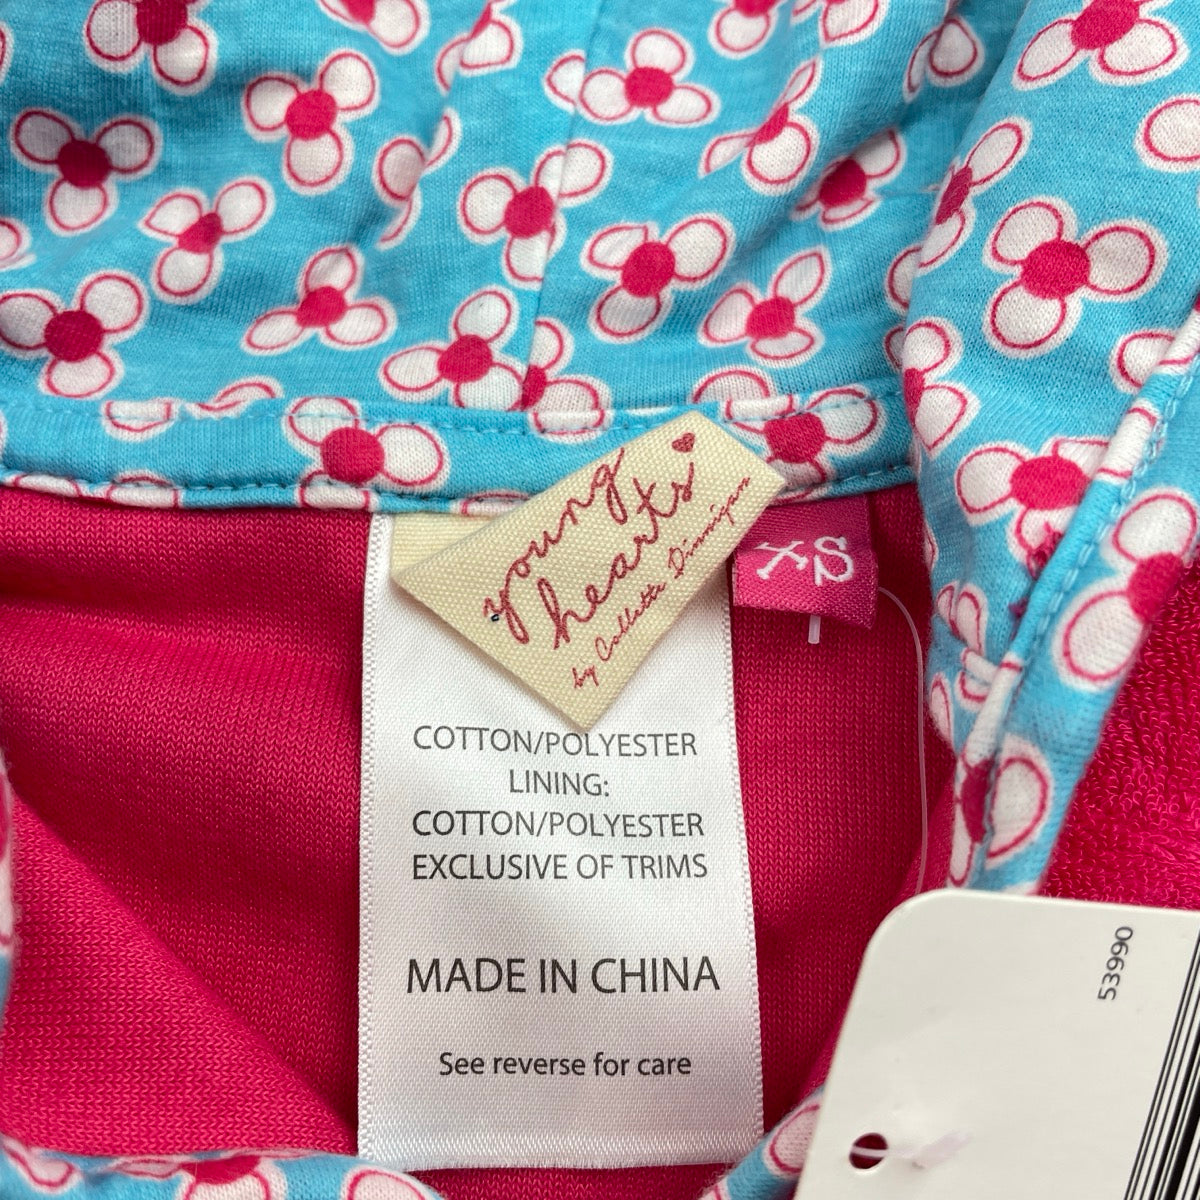 young
hearts
by Collette Dinnigan
XS
COTTON/POLYESTER
LINING:
COTTON/POLYESTER
EXCLUSIVE OF TRIMS
MADE IN CHINA
See reverse for care
53990